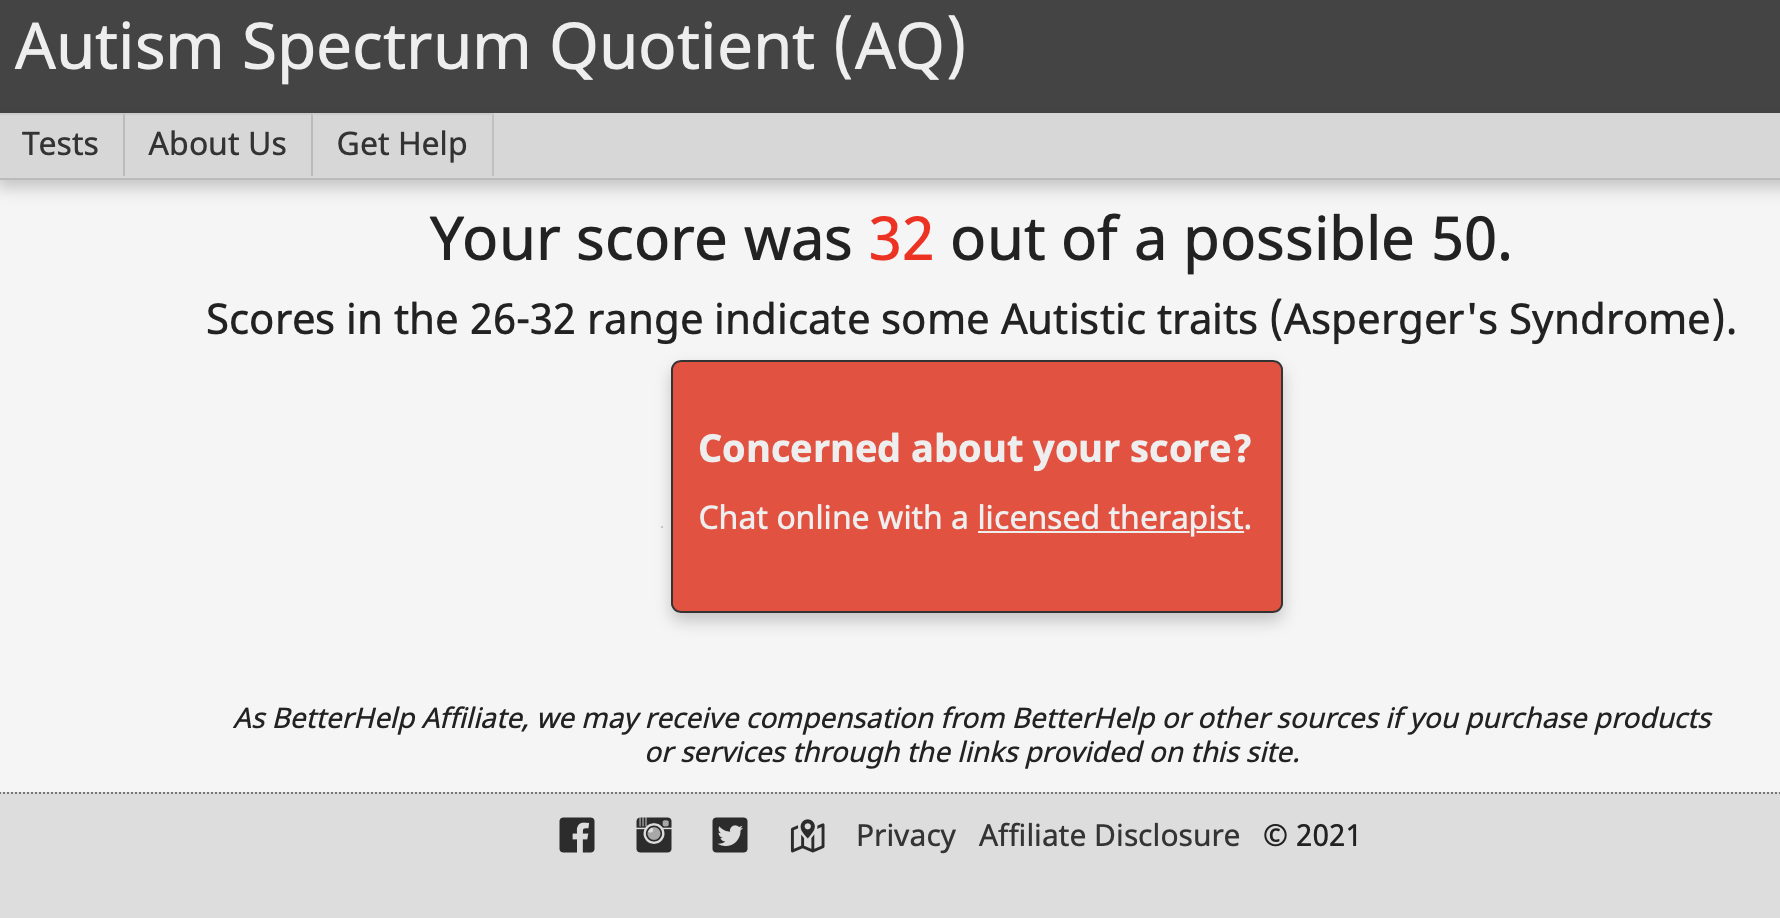 Autism Spectrum Quotient (AQ)
Tests About Us Get Help
Your score was 32 out of a possible 50.
Scores in the 26-32 range indicate some Autistic traits (Asperger's Syndrome).
Concerned about your score?
Chat online with a licensed therapist.
As BetterHelp Affiliate, we may receive compensation from BetterHelp or other sources if you purchase products
or services through the links provided on this site.
Privacy Affiliate Disclosure © 2021